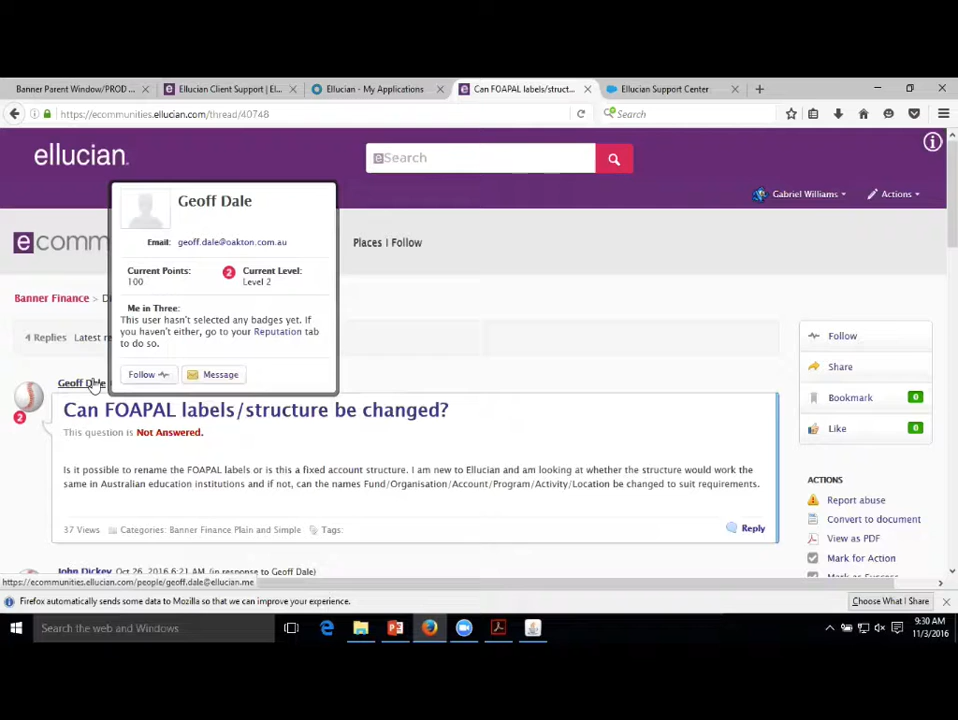 Banner Parent Window/PROD ...
Ellucian Client Support | EL...
Ellucian - My Applications
Can FOAPAL labels/struct...
Ellucian Support Center
https://ecommunities.ellucian.com/thread/40748
Search
ellucian.
eSearch
Gabriel Williams
Actions
Geoff Dale
Email: geoff.dale@oakton.com.au
Current Points:
100
2
Current Level:
Level 2
Me in Three:
This user hasn't selected any badges yet. If
you haven't either, go to your Reputation tab
to do so.
Follow
Message
ecomm
Places I Follow
Banner Finance >
4 Replies
2
Can FOAPAL labels/structure be changed?
This question is Not Answered.
Is it possible to rename the FOAPAL labels or is this a fixed account structure. I am new to Ellucian and am looking at whether the structure would work the
same in Australian education institutions and if not, can the names Fund/Organisation/Account/Program/Activity/Location be changed to suit requirements.
37 Views
Categories: Banner Finance Plain and Simple
Tags:
Reply
John Dickey Oct 26, 2016 6:21 AM (in response to Geoff Dale)
Follow
Share
Bookmark 0
Like 0
ACTIONS
Report abuse
Convert to document
View as PDF
Mark for Action
Mark as Success
https://ecommunities.ellucian.com/people/geoff.dale@ellucian.me
Firefox automatically sends some data to Mozilla so that we can improve your experience.
Choose What I Share
Search the web and Windows
9:30 AM
11/3/2016